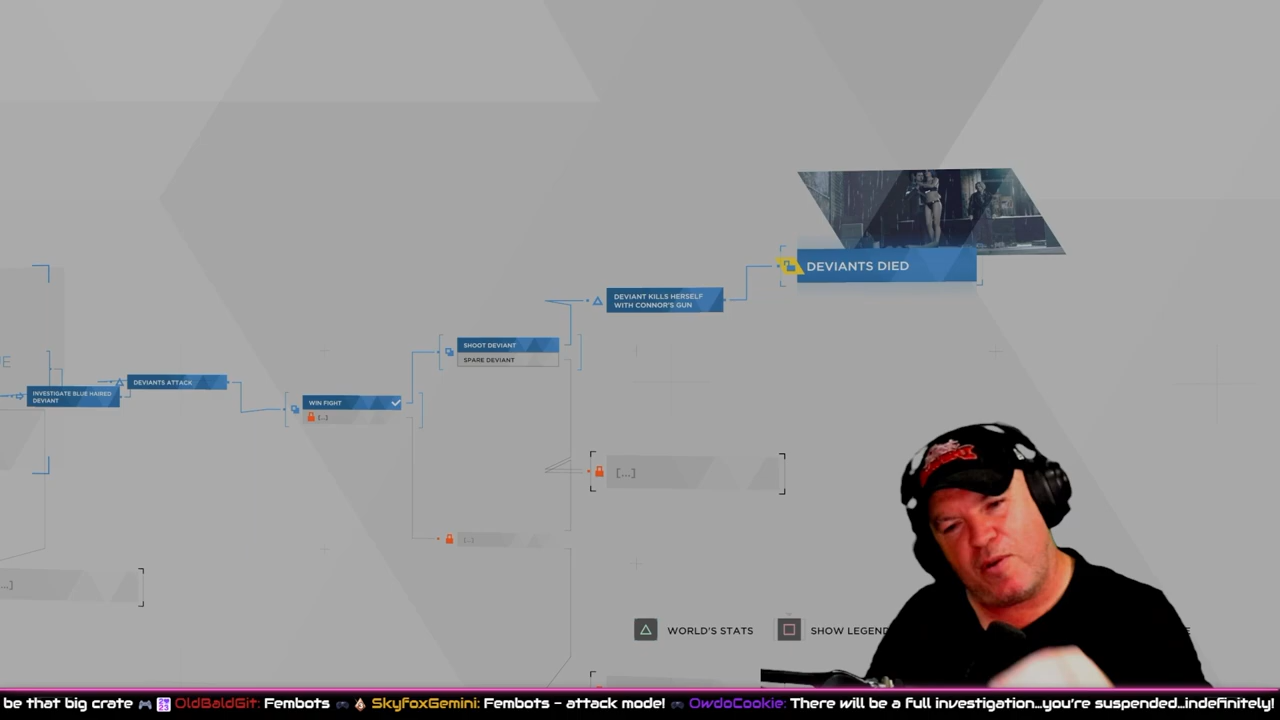 DEVIANTS DIED
DEVIANT KILLS HERSELF
WITH CONNOR'S GUN
SHOOT DEVIANT
SPARE DEVIANT
E
DEVIANTS ATTACK
INVESTIGATE BLUE HAIRED
DEVIANT
WIN FIGHT
[...]
[...]
[...]
...]
WORLD'S STATS
SHOW LEGEND
E
be that big crate OldBaldGit: Fembots SkyFoxGemini: Fembots - attack mode! OwdoCookie: There will be a full investigation...you're suspended...indefinitely!